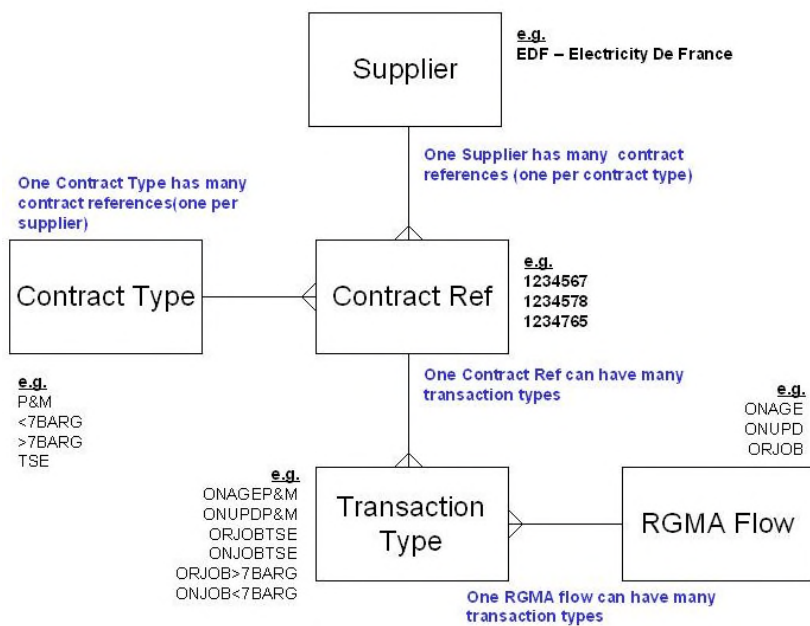 Supplier
e.g.
EDF – Electricity De France
One Supplier has many contract
references (one per contract type)
One Contract Type has many
contract references(one per
supplier)
Contract Type
Contract Ref
e.g.
1234567
1234578
1234765
e.g.
P&M
<7BARG
>7BARG
TSE
One Contract Ref can have many
transaction types
e.g.
ONAGE
ONUPD
ORJOB
e.g.
ONAGEP&M
ONUPDP&M
ORJOBTSE
ONJOBTSE
ORJOB>7BARG
ONJOB<7BARG
Transaction
Type
RGMA Flow
One RGMA flow can have many
transaction types